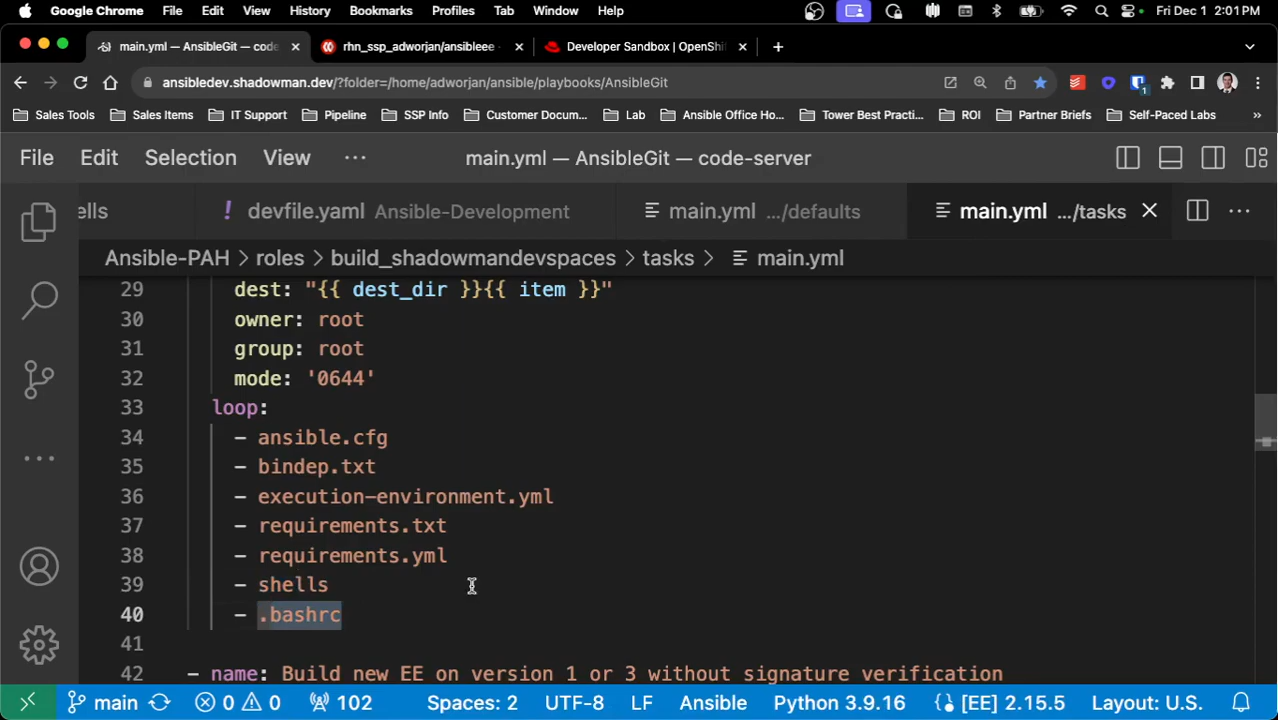 Google Chrome File Edit View History Bookmarks Profiles Tab Window Help Fri Dec 1 2:01 PM
main.yml — AnsibleGit — code rhn_ssp_adworjan/ansibleee Developer Sandbox | OpenShi
ansibledev.shadowman.dev/?folder=/home/adworjan/ansible/playbooks/AnsibleGit
Sales Tools Sales Items IT Support Pipeline SSP Info Customer Docum... Lab Ansible Office Ho... Tower Best Practi... ROI Partner Briefs Self-Paced Labs »
File Edit Selection View ··· main.yml — AnsibleGit — code-server
ells ! devfile.yaml Ansible-Development main.yml .../defaults main.yml .../tasks
Ansible-PAH > roles > build_shadowmandevspaces > tasks > main.yml
29 dest: "{{ dest_dir }}{{ item }}"
30 owner: root
31 group: root
32 mode: '0644'
33 loop:
34 - ansible.cfg
35 - bindep.txt
36 - execution-environment.yml
37 - requirements.txt
38 - requirements.yml
39 - shells
40 - .bashrc
41
42 - name: Build new EE on version 1 or 3 without signature verification
main 0 0 102 Spaces: 2 UTF-8 LF Ansible Python 3.9.16 [EE] 2.15.5 Layout: U.S.